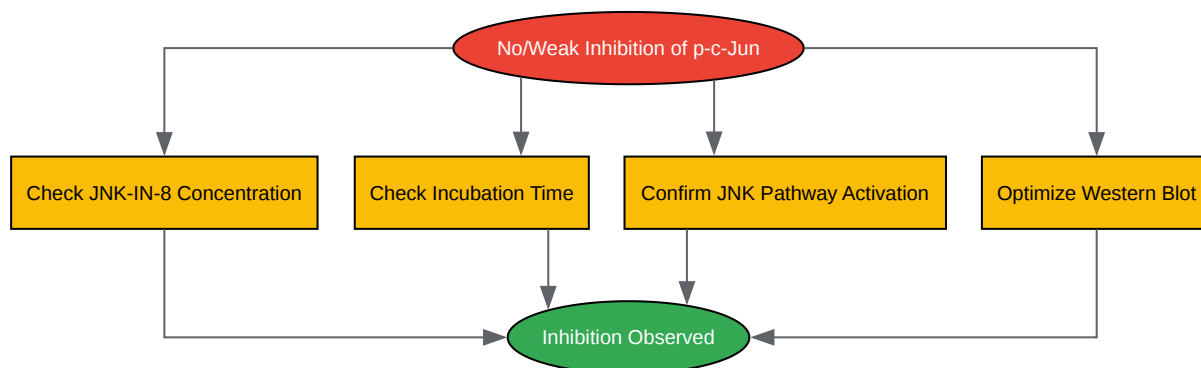 No/Weak Inhibition of p-c-Jun
Check JNK-IN-8 Concentration
Check Incubation Time
Confirm JNK Pathway Activation
Optimize Western Blot
Inhibition Observed